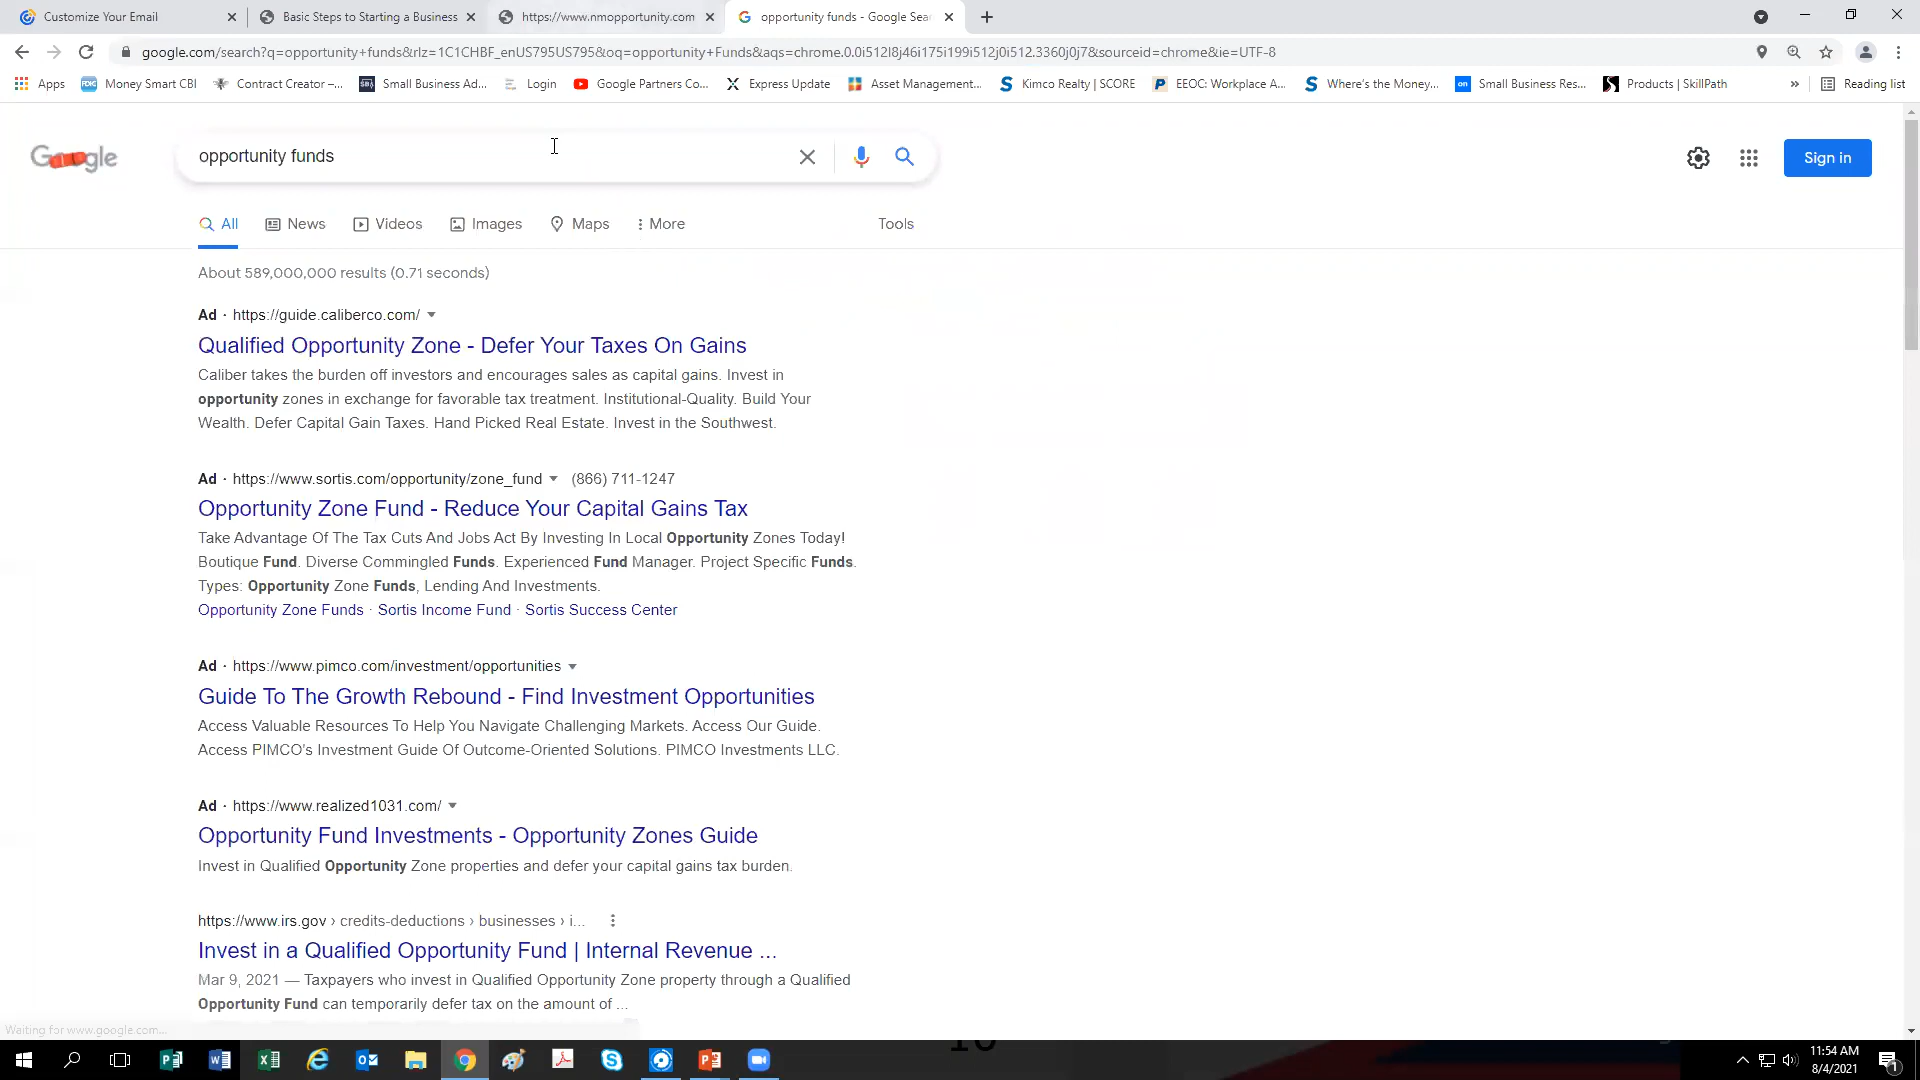 Customize Your Email
Basic Steps to Starting a Business
https://www.nmopportunity.com
opportunity funds - Google Sear
google.com/search?q=opportunity+funds&rlz=1C1CHBF_enUS795US795&oq=opportunity+Funds&aqs=chrome.0.0i512l8j46i175i199i512j0i512.3360j0j7&sourceid=chrome&ie=UTF-8
Apps
Money Smart CBI
Contract Creator –...
Small Business Ad...
Login
Google Partners Co...
Express Update
Asset Management...
Kimco Realty | SCORE
EEOC: Workplace A...
Where's the Money...
Small Business Res...
Products | SkillPath
»
Reading list
Google
opportunity funds
Sign in
All
News
Videos
Images
Maps
More
Tools
About 589,000,000 results (0.71 seconds)
Ad · https://guide.caliberco.com/
Qualified Opportunity Zone - Defer Your Taxes On Gains
Caliber takes the burden off investors and encourages sales as capital gains. Invest in
opportunity zones in exchange for favorable tax treatment. Institutional-Quality. Build Your
Wealth. Defer Capital Gain Taxes. Hand Picked Real Estate. Invest in the Southwest.
Ad · https://www.sortis.com/opportunity/zone_fund (866) 711-1247
Opportunity Zone Fund - Reduce Your Capital Gains Tax
Take Advantage Of The Tax Cuts And Jobs Act By Investing In Local Opportunity Zones Today!
Boutique Fund. Diverse Commingled Funds. Experienced Fund Manager. Project Specific Funds.
Types: Opportunity Zone Funds, Lending And Investments.
Opportunity Zone Funds · Sortis Income Fund · Sortis Success Center
Ad · https://www.pimco.com/investment/opportunities
Guide To The Growth Rebound - Find Investment Opportunities
Access Valuable Resources To Help You Navigate Challenging Markets. Access Our Guide.
Access PIMCO's Investment Guide Of Outcome-Oriented Solutions. PIMCO Investments LLC.
Ad · https://www.realized1031.com/
Opportunity Fund Investments - Opportunity Zones Guide
Invest in Qualified Opportunity Zone properties and defer your capital gains tax burden.
https://www.irs.gov › credits-deductions › businesses › i...
Invest in a Qualified Opportunity Fund | Internal Revenue ...
Mar 9, 2021 — Taxpayers who invest in Qualified Opportunity Zone property through a Qualified
Opportunity Fund can temporarily defer tax on the amount of ...
Waiting for www.google.com...
11:54 AM
8/4/2021